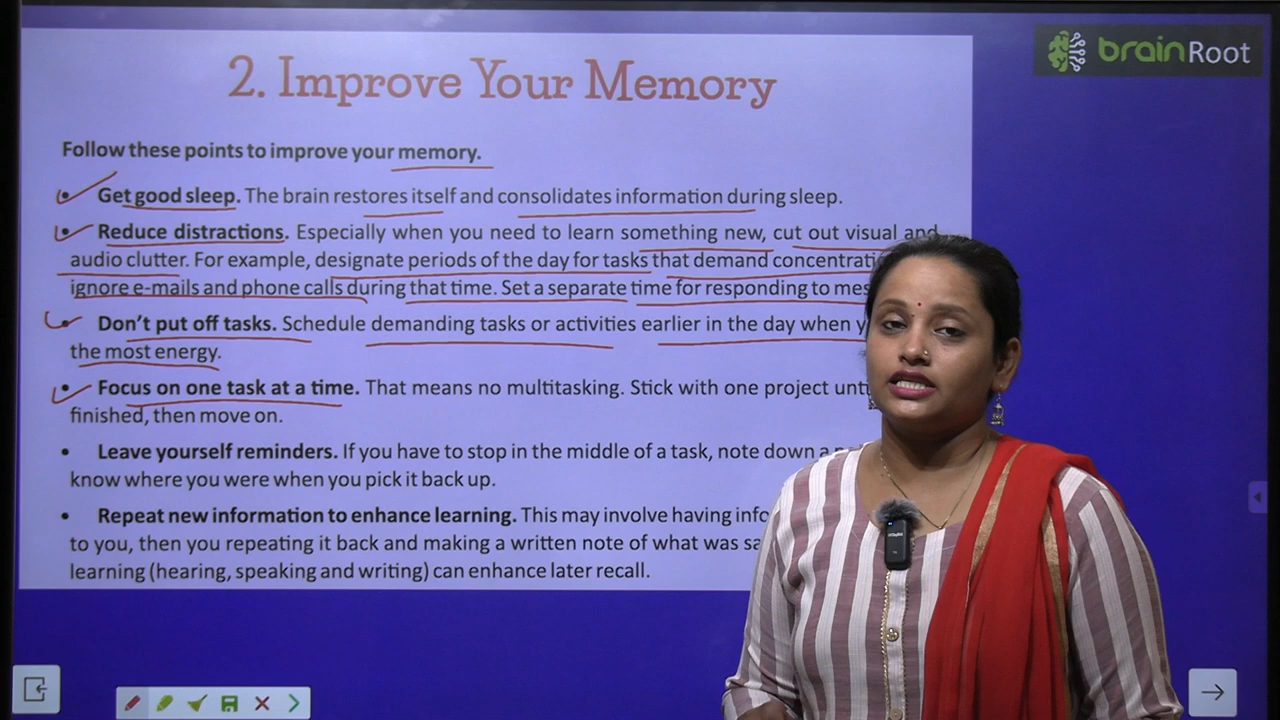 brainRoot
2. Improve Your Memory
Follow these points to improve your memory.
• Get good sleep. The brain restores itself and consolidates information during sleep.
• Reduce distractions. Especially when you need to learn something new, cut out visual and
audio clutter. For example, designate periods of the day for tasks that demand
ignore e-mails and phone calls during that time. Set a separate time for responding to
• Don't put off tasks. Schedule demanding tasks or activities earlier in the day when
the most energy.
• Focus on one task at a time. That means no multitasking. Stick with one project
finished, then move on.
• Leave yourself reminders. If you have to stop in the middle of a task, note down a
know where you were when you pick it back up.
• Repeat new information to enhance learning. This may involve having
to you, then you repeating it back and making a written note of what was
learning (hearing, speaking and writing) can enhance later recall.